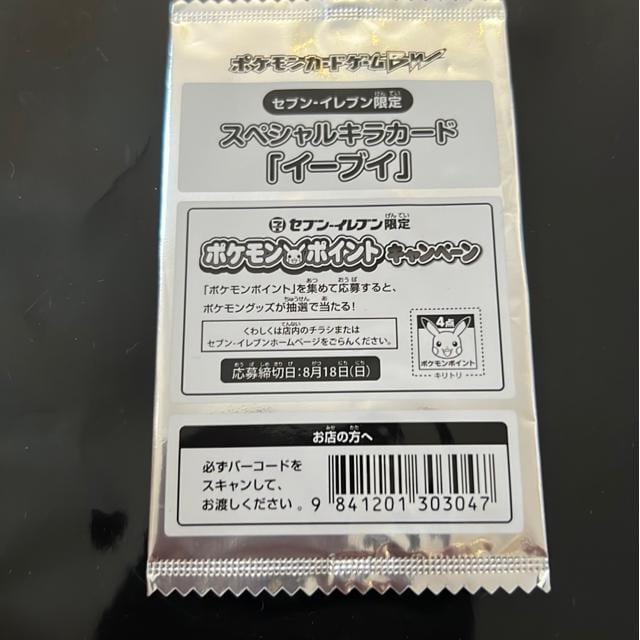 ポケモンカードゲームBW
セブン-イレブン限定
スペシャルキラカード
「イーブイ」
セブン-イレブン限定
ポケモンポイント キャンペーン
「ポケモンポイント」を集めて応募すると、
ポケモングッズが抽選で当たる!
くわしくは店内のチラシまたは
セブン-イレブンホームページをごらんください。
応募締切日:8月18日(日)
4点
ポケモンポイント
キリトリ
お店の方へ
必ずバーコードを
スキャンして、
お渡しください。
9 841201 303047